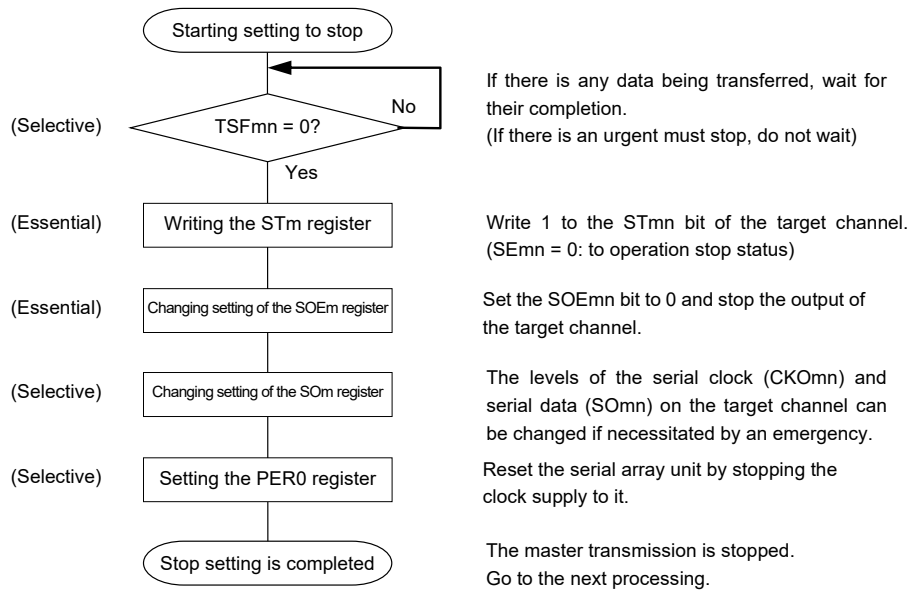 Starting setting to stop
No
If there is any data being transferred, wait for
their completion.
(If there is an urgent must stop, do not wait)
(Selective)
TSFmn = 0?
Yes
(Essential)
Writing the STm register
Write 1 to the STmn bit of the target channel.
(SEmn = 0: to operation stop status)
(Essential)
Changing setting of the SOEm register
Set the SOEmn bit to 0 and stop the output of
the target channel.
(Selective)
Changing setting of the SOm register
The levels of the serial clock (CKOmn) and
serial data (SOmn) on the target channel can
be changed if necessitated by an emergency.
(Selective)
Setting the PER0 register
Reset the serial array unit by stopping the
clock supply to it.
Stop setting is completed
The master transmission is stopped.
Go to the next processing.